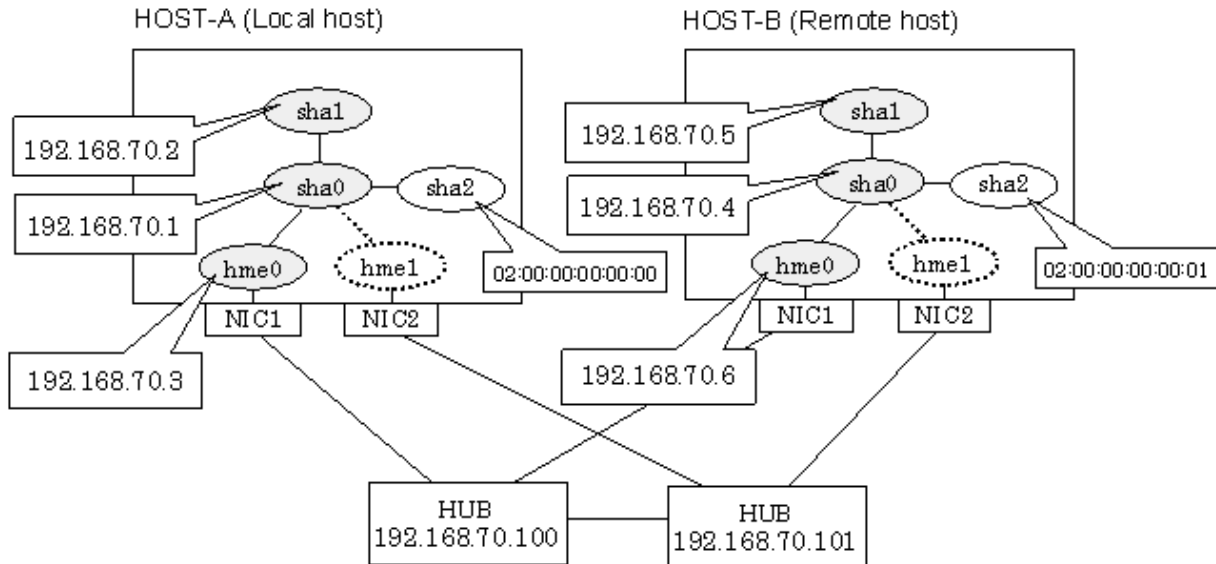 HOST-A (Local host)
HOST-B (Remote host)
sha1
192.168.70.2
sha0
sha2
192.168.70.1
hme0
hme1
02:00:00:00:00:00
NIC1
NIC2
192.168.70.3
sha1
192.168.70.5
sha0
sha2
192.168.70.4
hme0
hme1
02:00:00:00:00:01
NIC1
NIC2
192.168.70.6
HUB
192.168.70.100
HUB
192.168.70.101